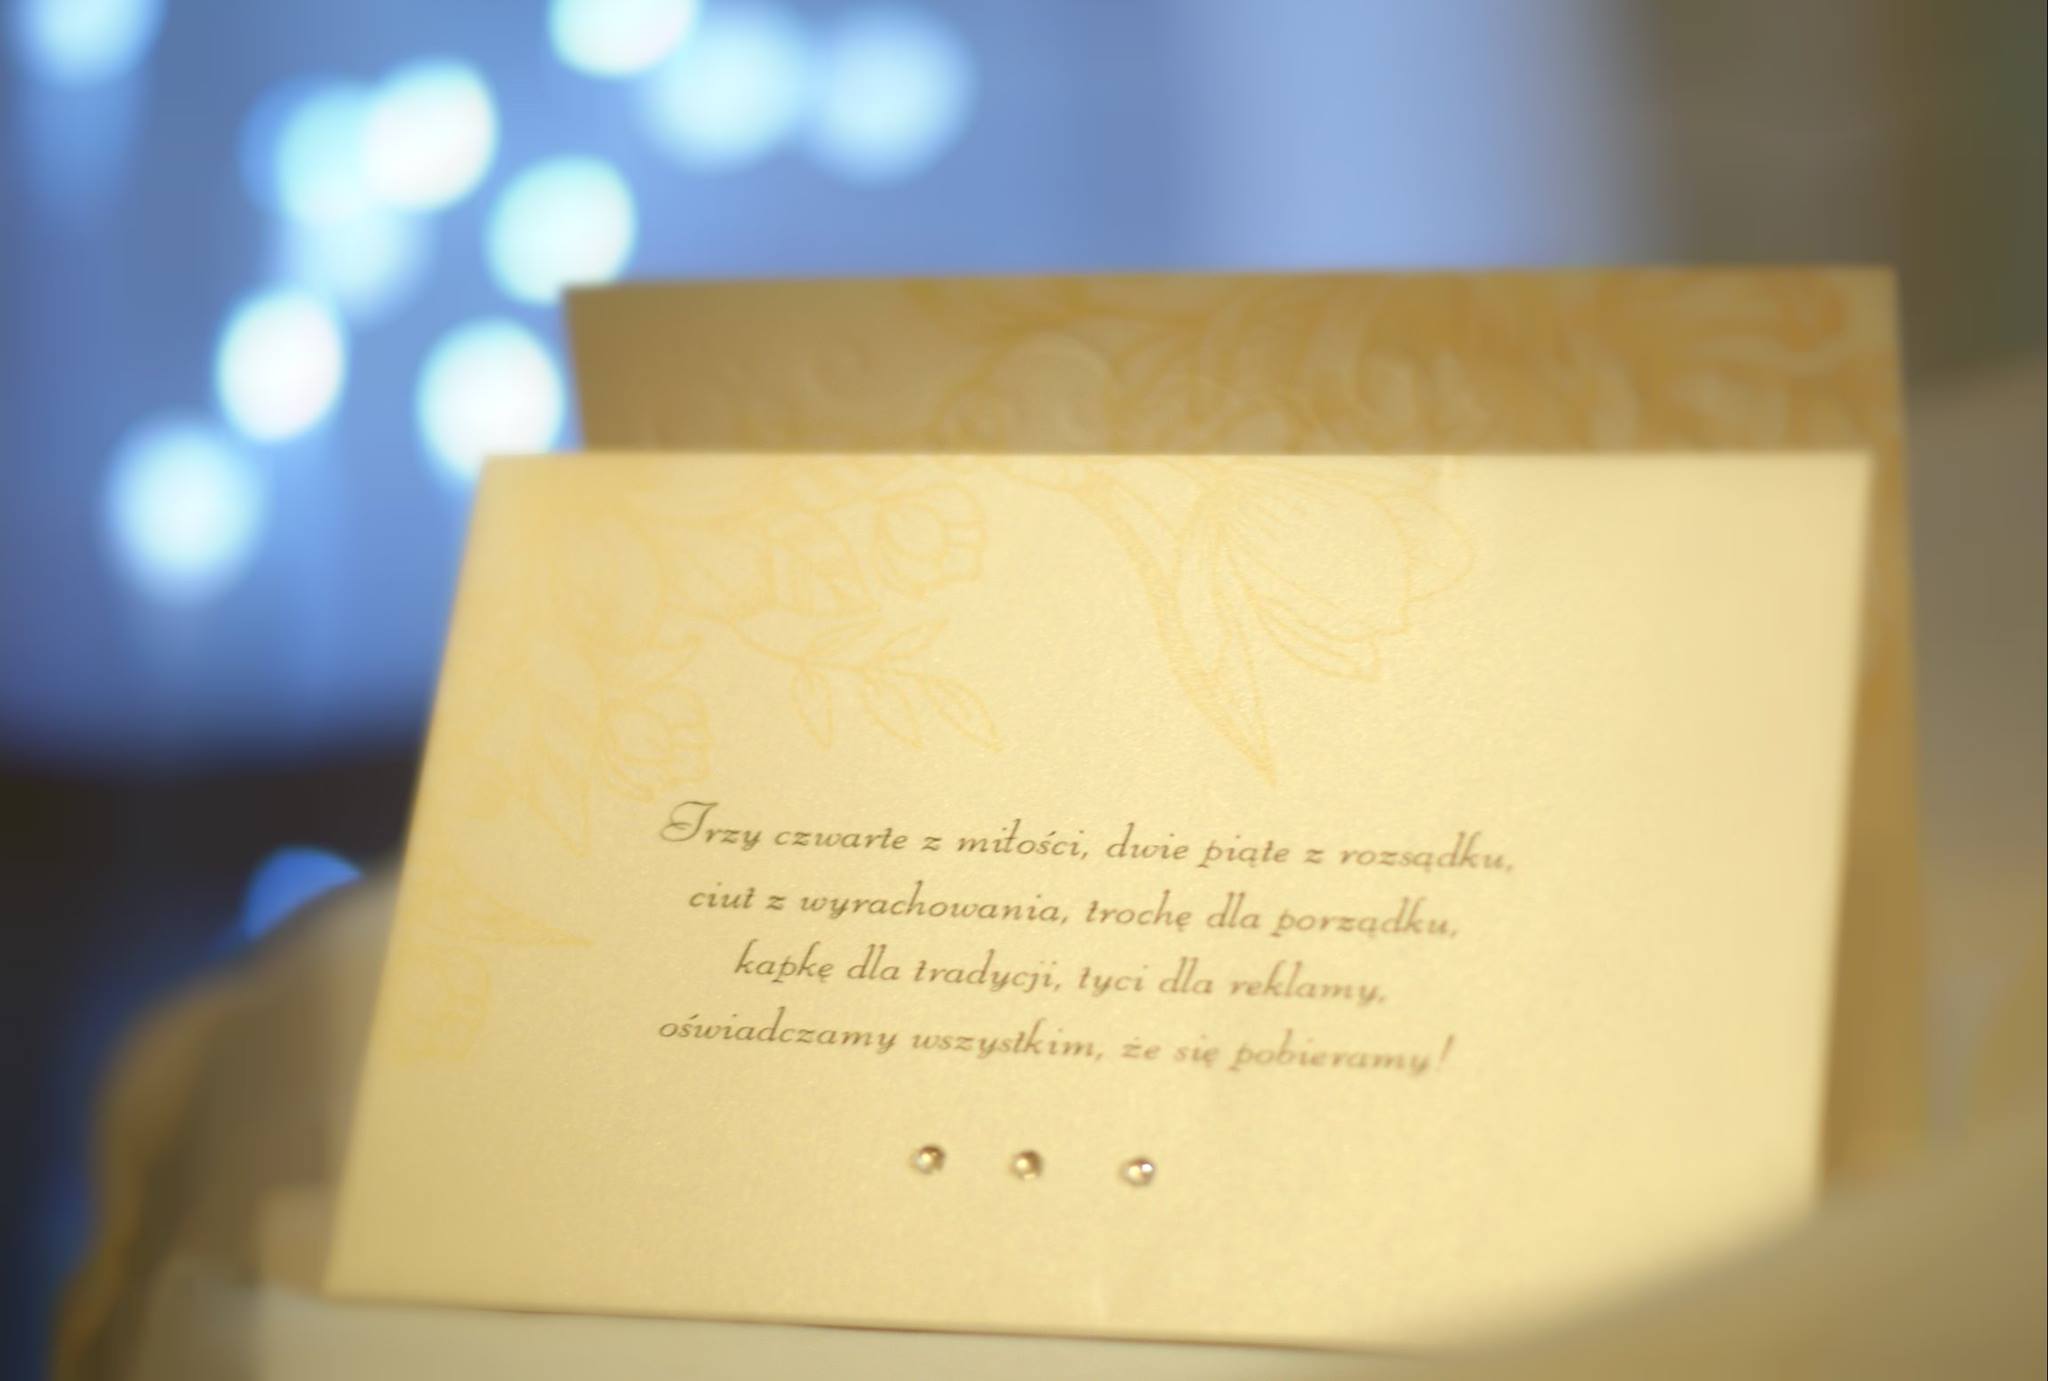 Trzy czwarte z miłości, dwie piąte z rozsądku,
ciut z wyrachowania, trochę dla porządku,
kapkę dla tradycji, tyci dla reklamy,
oświadczamy wszystkim, że się pobieramy!